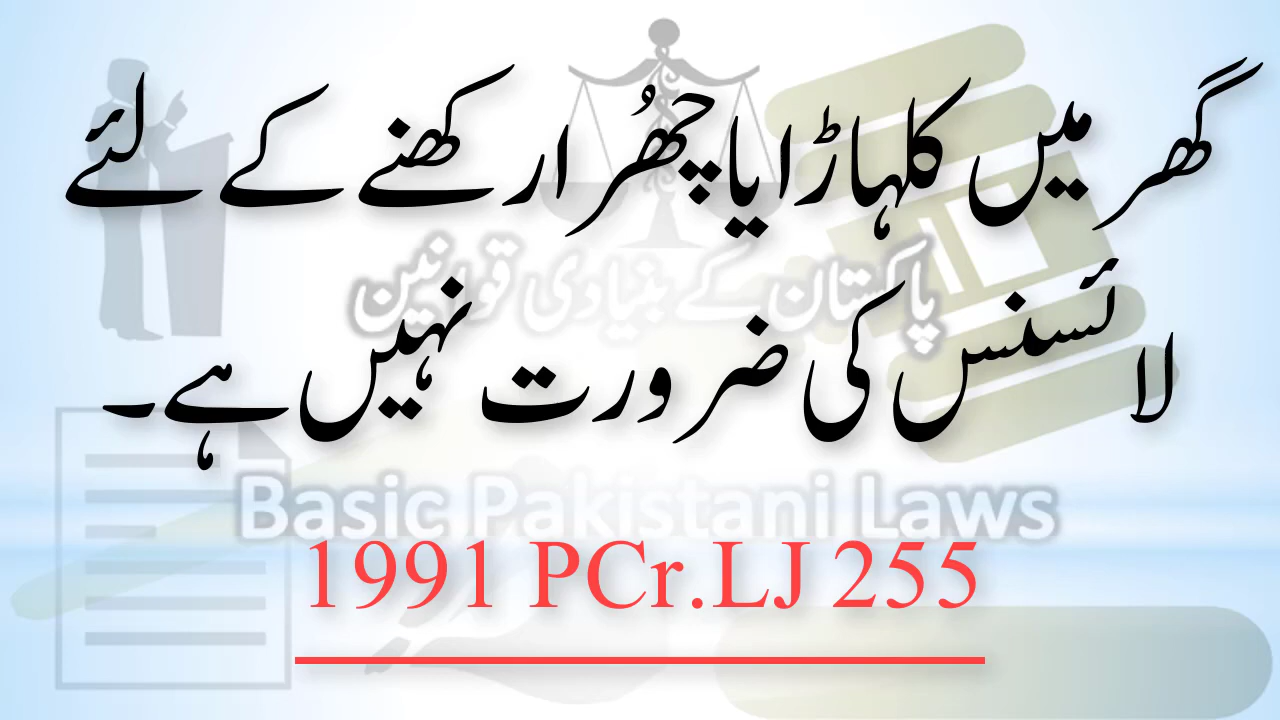 گھر میں کلہاڑا یا چھُرا رکھنے کے لئے
پاکستان کے بنیادی قوانین
لائسنس کی ضرورت نہیں ہے۔
Basic Pakistani Laws
1991 PCr.LJ 255